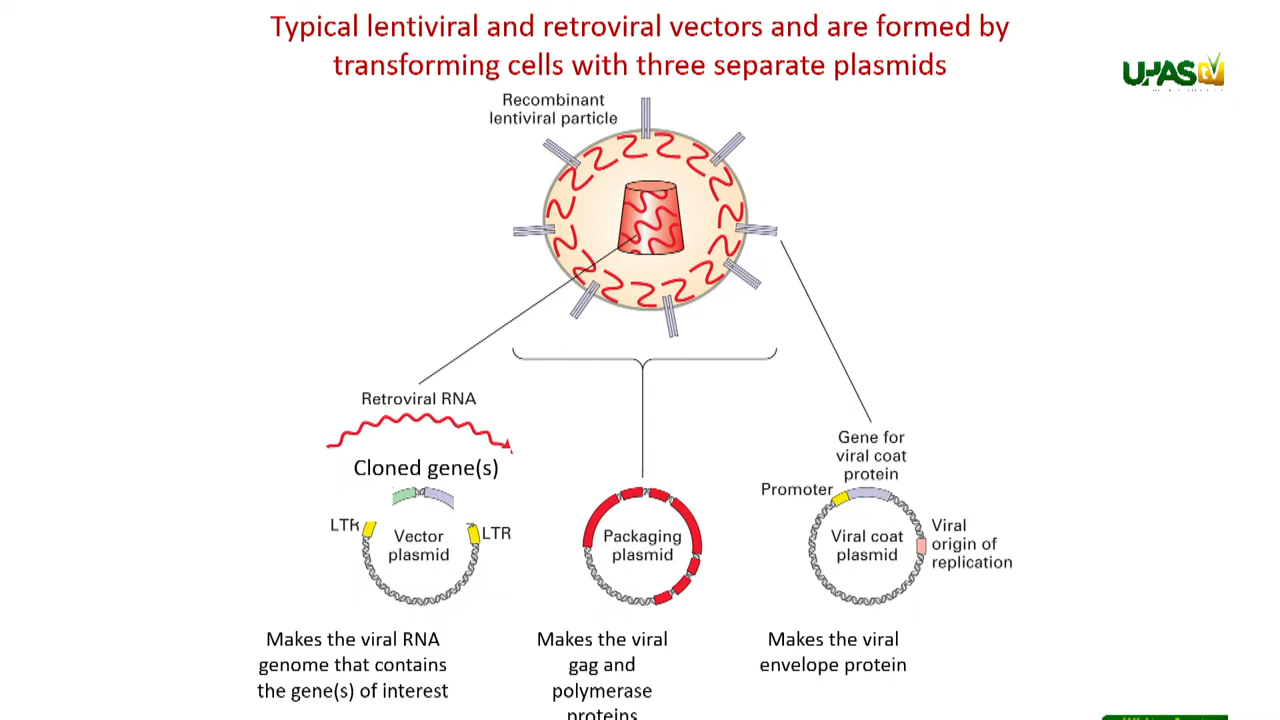 Typical lentiviral and retroviral vectors and are formed by
transforming cells with three separate plasmids
Recombinant
lentiviral particle
Retroviral RNA
Cloned gene(s)
LTR
Vector
plasmid
LTR
Makes the viral RNA
genome that contains
the gene(s) of interest
Packaging
plasmid
Makes the viral
gag and
polymerase
proteins
Gene for
viral coat
protein
Promoter
Viral coat
plasmid
Viral
origin of
replication
Makes the viral
envelope protein